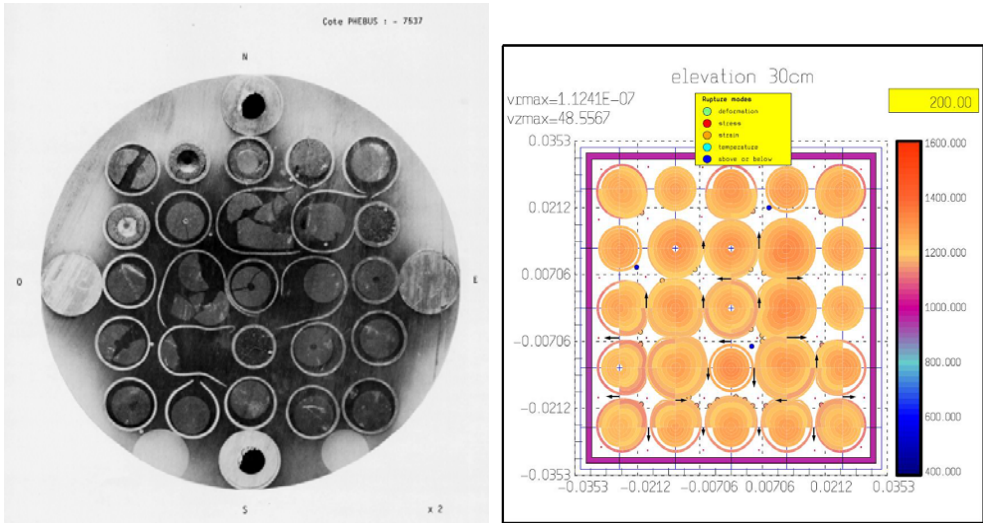 Cote PHEBUS : - 7537
N
O
E
S
x 2
elevation 30cm
vrmax=1.1241E-07
vzmax=48.5567
200.00
Rupture modes
deformation
stress
strain
temperature
above or below
0.0353
0.0212
0.00706
-0.00706
-0.0212
-0.0353
-0.0353 -0.0212 -0.00706 0.00706 0.0212 0.0353
1600.000
1400.000
1200.000
1000.000
800.000
600.000
400.000